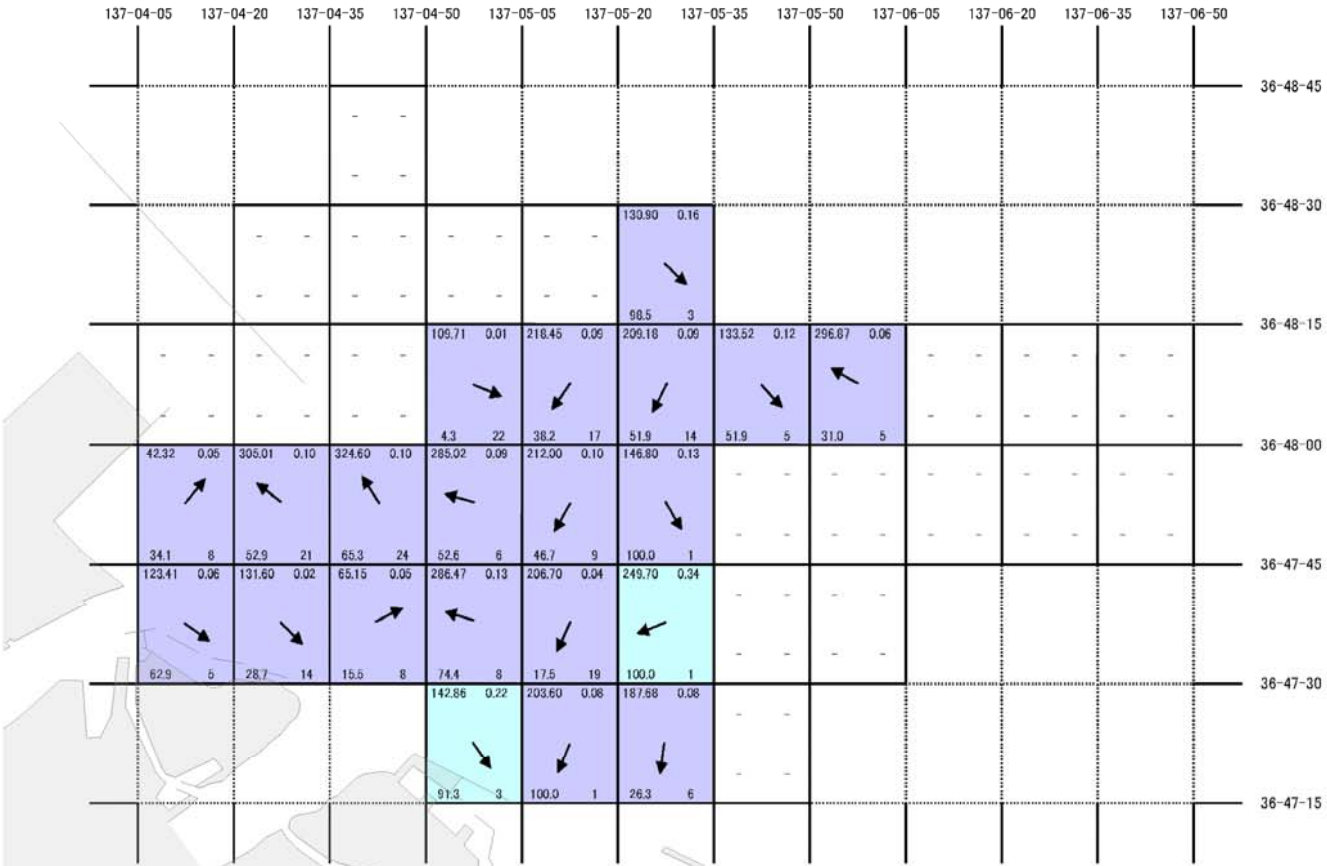 137-04-05 137-04-20 137-04-35 137-04-50 137-05-05 137-05-20 137-05-35 137-05-50 137-06-05 137-06-20 137-06-35 137-06-50
36-48-45
- -
- -
36-48-30
130.90 0.16
- - - - - - - -
- - - - - - - -
98.5 3
36-48-15
109.71 0.01 218.45 0.09 209.18 0.09 133.52 0.12 296.87 0.06
- - - - - - - - - - - -
- - - - - - - - - - - -
4.3 22 38.2 17 51.9 14 51.9 5 31.0 5
36-48-00
42.32 0.05 305.01 0.10 324.60 0.10 285.02 0.09 212.00 0.10 146.80 0.13
- - - - - - - - - -
- - - - - - - - - -
34.1 8 52.9 21 65.3 24 52.6 6 46.7 9 100.0 1
36-47-45
123.41 0.06 131.60 0.02 65.15 0.05 286.47 0.13 206.70 0.04 249.70 0.34
- - - -
- - - -
62.9 5 28.7 14 15.5 8 74.4 8 17.5 19 100.0 1
36-47-30
142.86 0.22 203.60 0.08 187.68 0.08
- -
- -
91.3 3 100.0 1 26.3 6
36-47-15